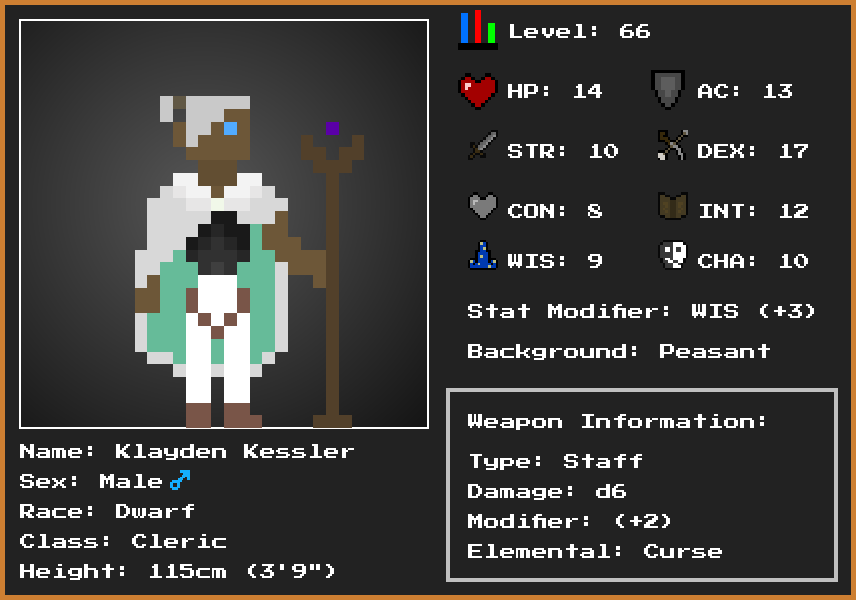 Level: 66
HP: 14
AC: 13
STR: 10
DEX: 17
CON: 8
INT: 12
WIS: 9
CHA: 10
Stat Modifier: WIS (+3)
Background: Peasant
Weapon Information:
Type: Staff
Damage: d6
Modifier: (+2)
Elemental: Curse
Name: Klayden Kessler
Sex: Male ♂
Race: Dwarf
Class: Cleric
Height: 115cm (3'9")